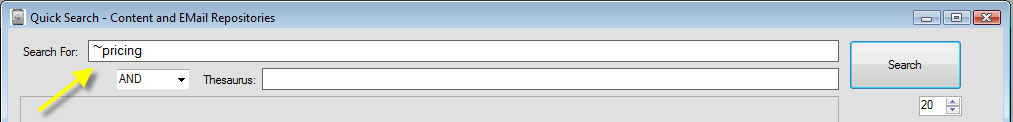 Quick Search - Content and EMail Repositories
Search For: ~pricing
Search
AND Thesaurus:
20